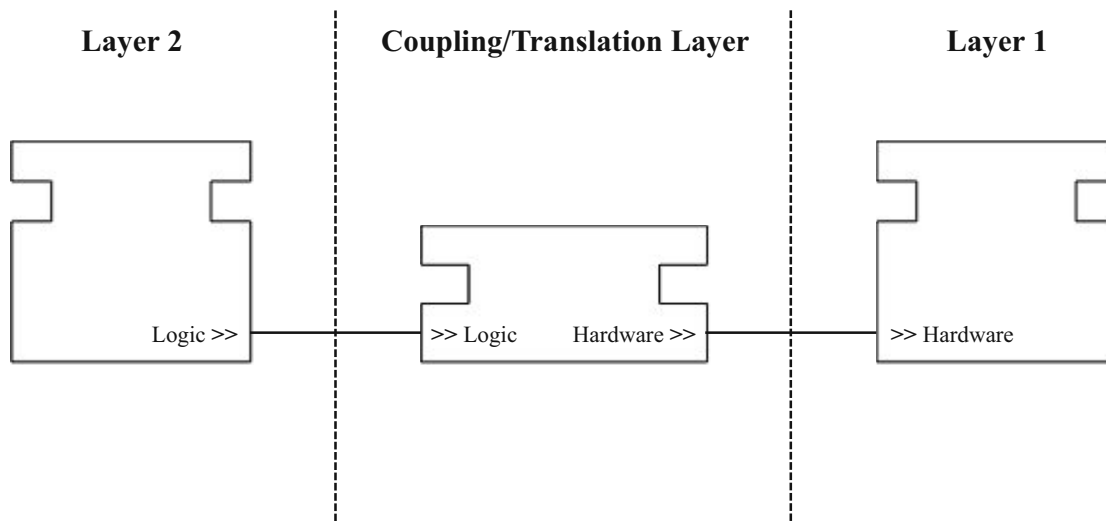 Layer 2
Coupling/Translation Layer
Layer 1
Logic >>
>> Logic
Hardware >>
>> Hardware